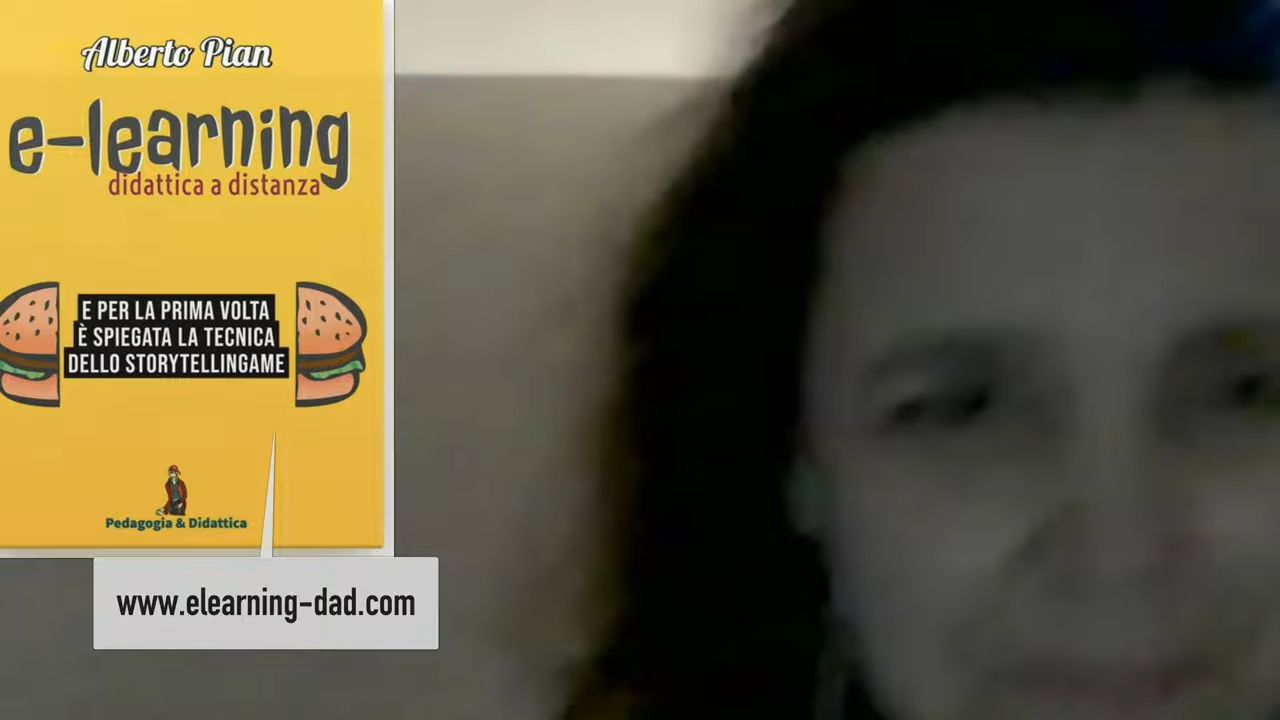 Alberto Pian
e-learning
didattica a distanza
E PER LA PRIMA VOLTA
È SPIEGATA LA TECNICA
DELLO STORYTELLINGAME
Pedagogia & Didattica
www.elearning-dad.com